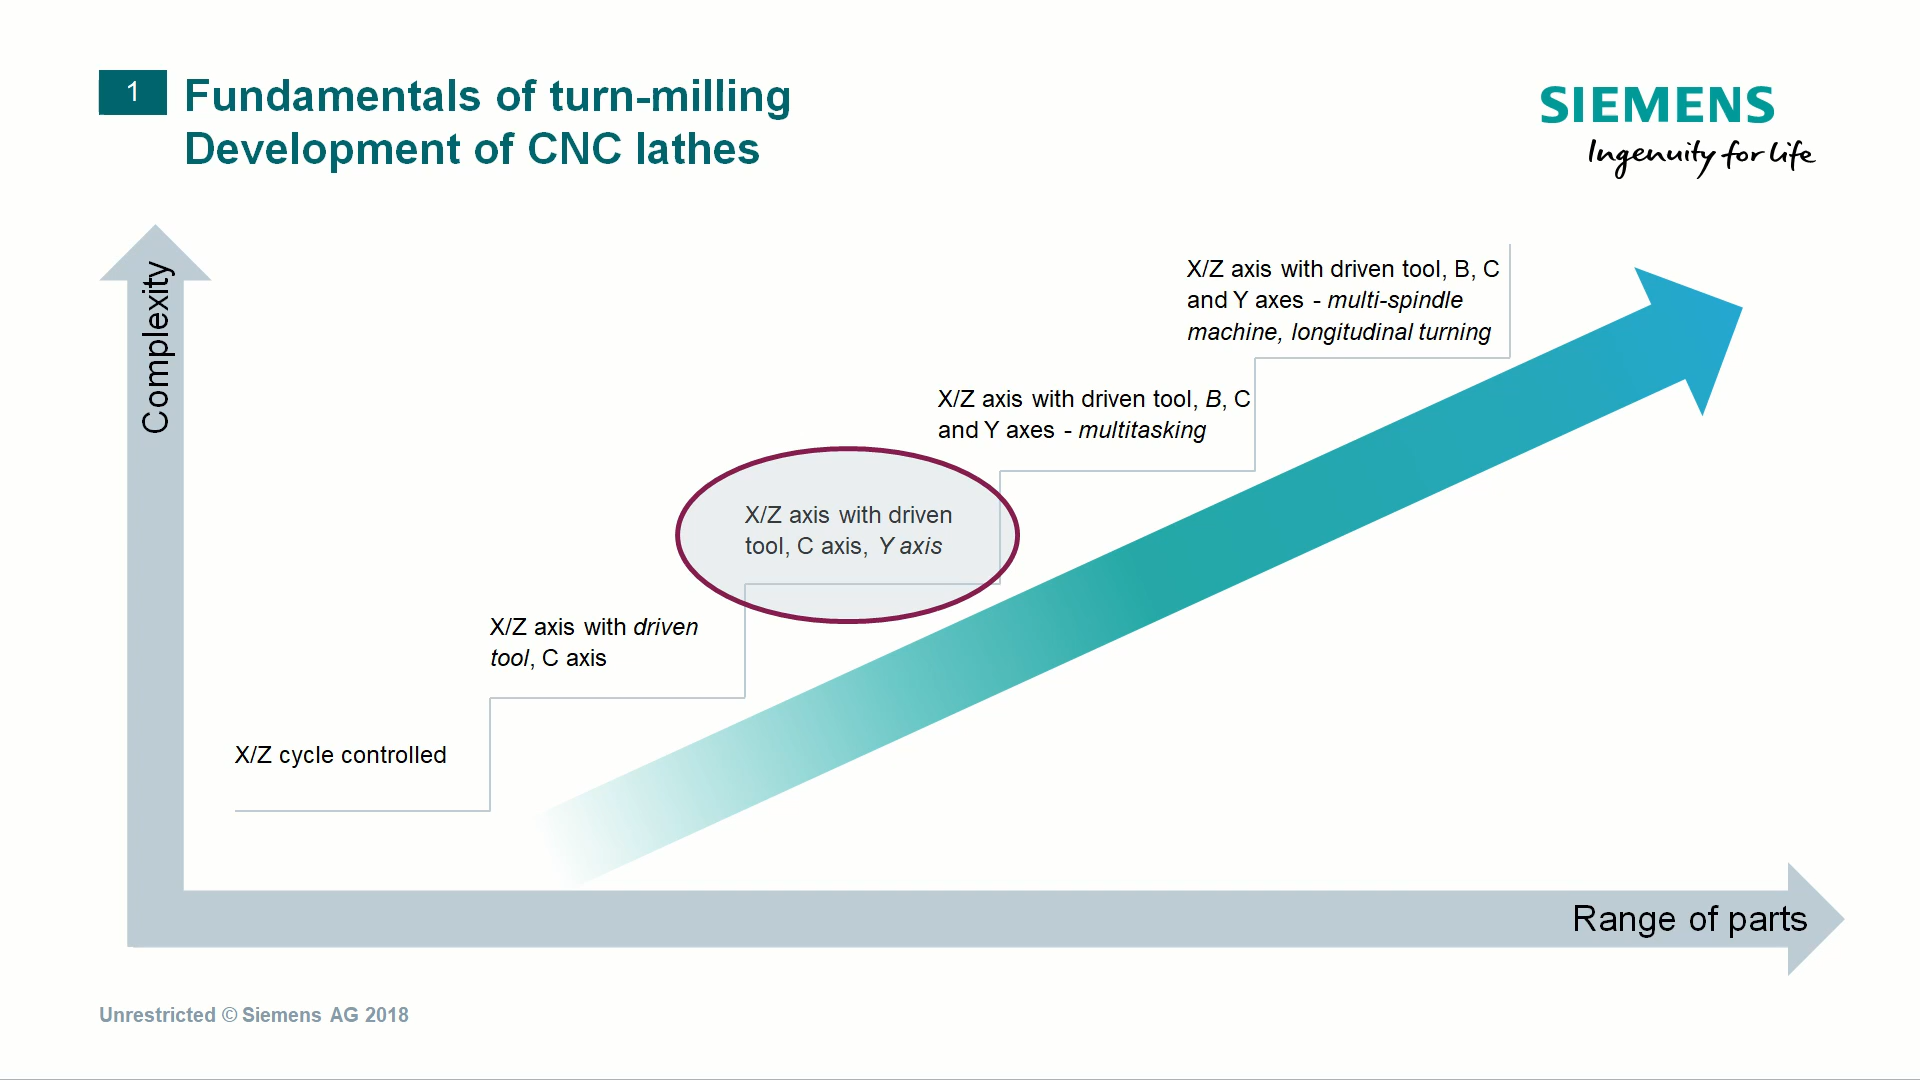 1
Fundamentals of turn-milling
Development of CNC lathes
SIEMENS
Ingenuity for life
Complexity
X/Z axis with driven tool, B, C
and Y axes - multi-spindle
machine, longitudinal turning
X/Z axis with driven tool, B, C
and Y axes - multitasking
X/Z axis with driven
tool, C axis, Y axis
X/Z axis with driven
tool, C axis
X/Z cycle controlled
Range of parts
Unrestricted © Siemens AG 2018